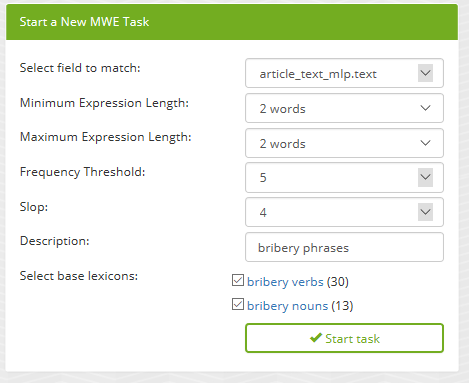 Start a New MWE Task
Select field to match: article_text_mlp.text
Minimum Expression Length: 2 words
Maximum Expression Length: 2 words
Frequency Threshold: 5
Slop: 4
Description: bribery phrases
Select base lexicons: bribery verbs (30)
bribery nouns (13)
Start task